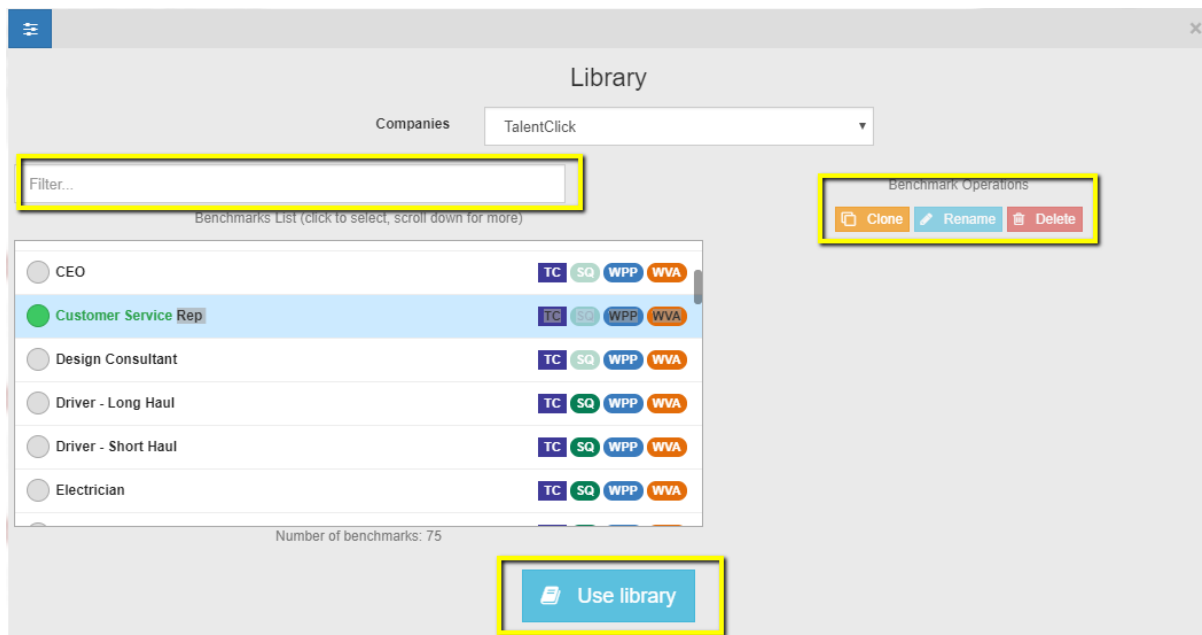 Library
Companies TalentClick
Filter...
Benchmark Operations
Benchmarks List (click to select, scroll down for more)
Clone Rename Delete
CEO TC SQ WPP WVA
Customer Service Rep TC SQ WPP WVA
Design Consultant TC SQ WPP WVA
Driver - Long Haul TC SQ WPP WVA
Driver - Short Haul TC SQ WPP WVA
Electrician TC SQ WPP WVA
Number of benchmarks: 75
Use library